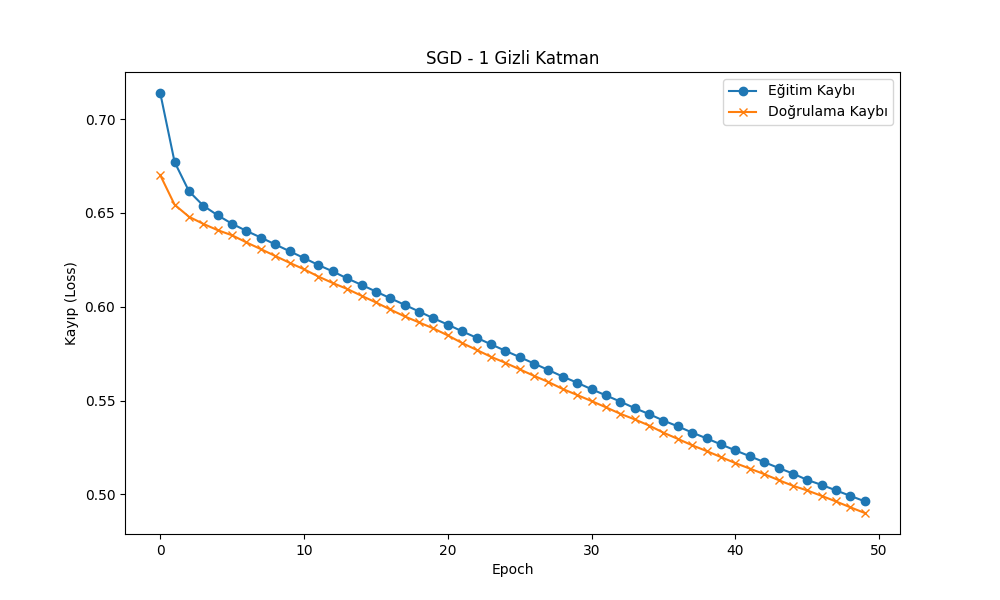 SGD - 1 Gizli Katman
Eğitim Kaybı
Doğrulama Kaybı
Kayıp (Loss)
0.70
0.65
0.60
0.55
0.50
0
10
20
30
40
50
Epoch